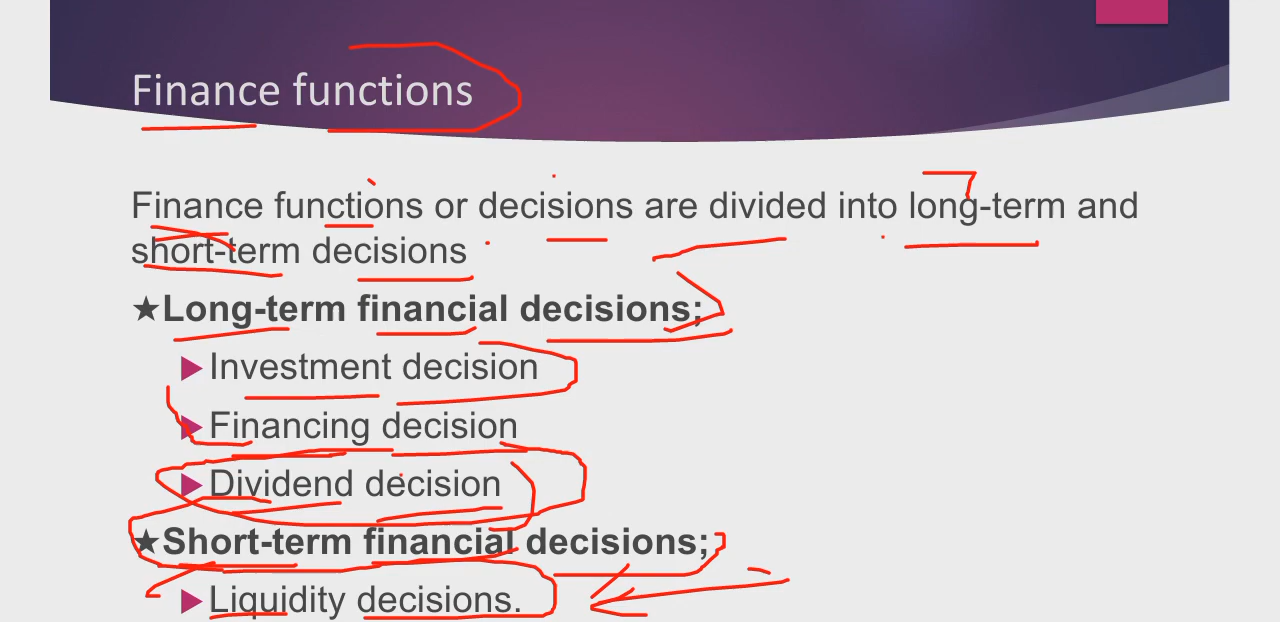 Finance functions
Finance functions or decisions are divided into long-term and
short-term decisions
★Long-term financial decisions;
Investment decision
Financing decision
Dividend decision
★Short-term financial decisions;
Liquidity decisions.